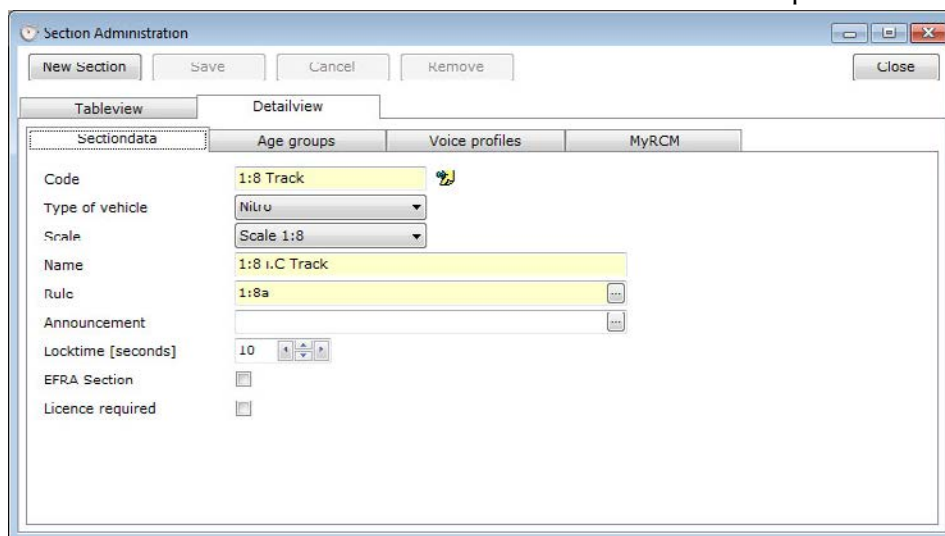 Section Administration
New Section Save Cancel Remove Close
Tableview Detailview
Sectiondata Age groups Voice profiles MyRCM
Code 1:8 Track
Type of vehicle Nitro
Scale Scale 1:8
Name 1:8 I.C Track
Rule 1:8a ...
Announcement ...
Locktime [seconds] 10
EFRA Section
Licence required